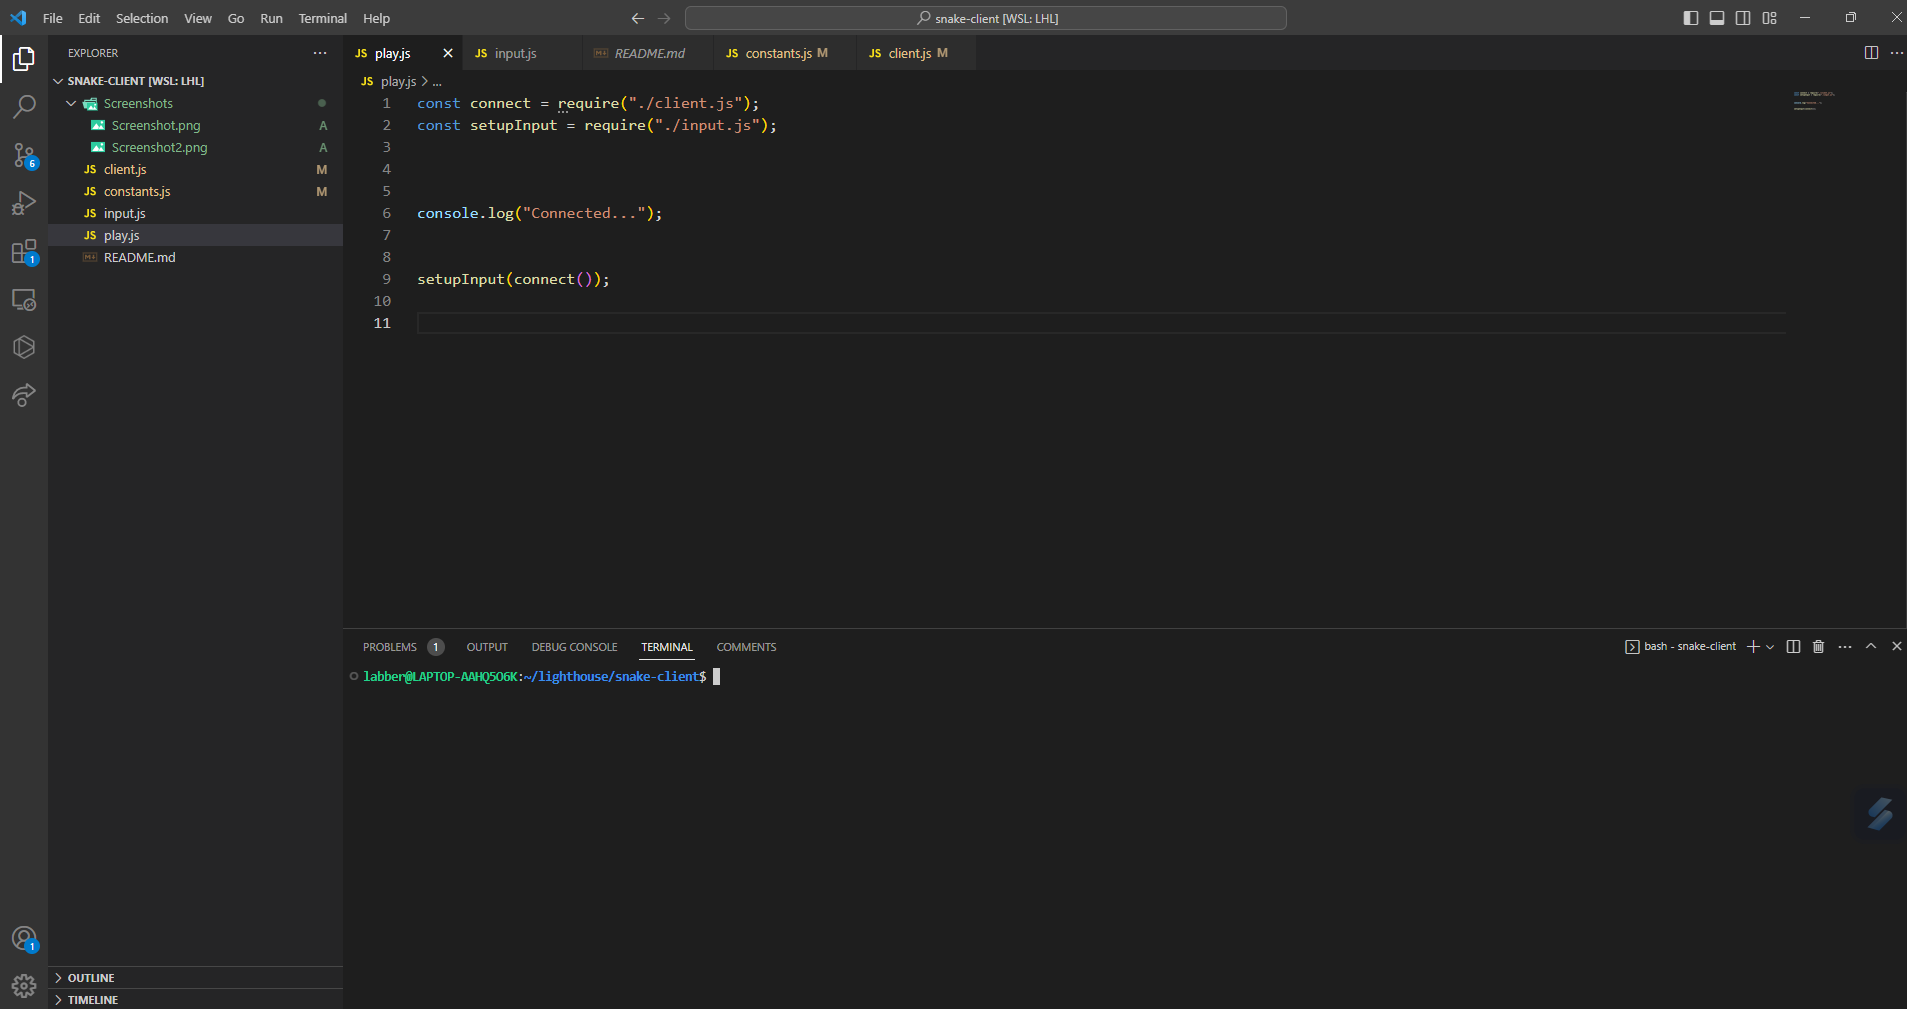 File Edit Selection View Go Run Terminal Help snake-client [WSL: LHL]
EXPLORER
SNAKE-CLIENT [WSL: LHL]
Screenshots
Screenshot.png A
Screenshot2.png A
JS client.js M
JS constants.js M
JS input.js
JS play.js
README.md
6
1
1
OUTLINE
TIMELINE
JS play.js JS input.js README.md JS constants.js M JS client.js M
JS play.js > ...
1 const connect = require("./client.js");
2 const setupInput = require("./input.js");
3
4
5
6 console.log("Connected...");
7
8
9 setupInput(connect());
10
11
PROBLEMS 1 OUTPUT DEBUG CONSOLE TERMINAL COMMENTS bash - snake-client
labber@LAPTOP-AAHQ5O6K:~/lighthouse/snake-client$